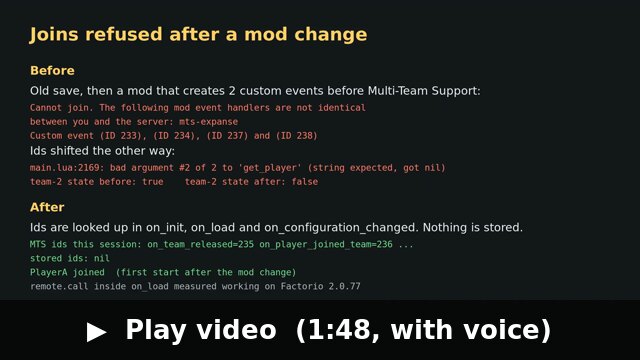 Joins refused after a mod change
Before
Old save, then a mod that creates 2 custom events before Multi-Team Support:
Cannot join. The following mod event handlers are not identical
between you and the server: mts-expanse
Custom event (ID 233), (ID 234), (ID 237) and (ID 238)
Ids shifted the other way:
main.lua:2169: bad argument #2 of 2 to 'get_player' (string expected, got nil)
team-2 state before: true    team-2 state after: false
After
Ids are looked up in on_init, on_load and on_configuration_changed. Nothing is stored.
MTS ids this session: on_team_released=235 on_player_joined_team=236 ...
stored ids: nil
PlayerA joined  (first start after the mod change)
remote.call inside on_load measured working on Factorio 2.0.77
▶ Play video (1:48, with voice)